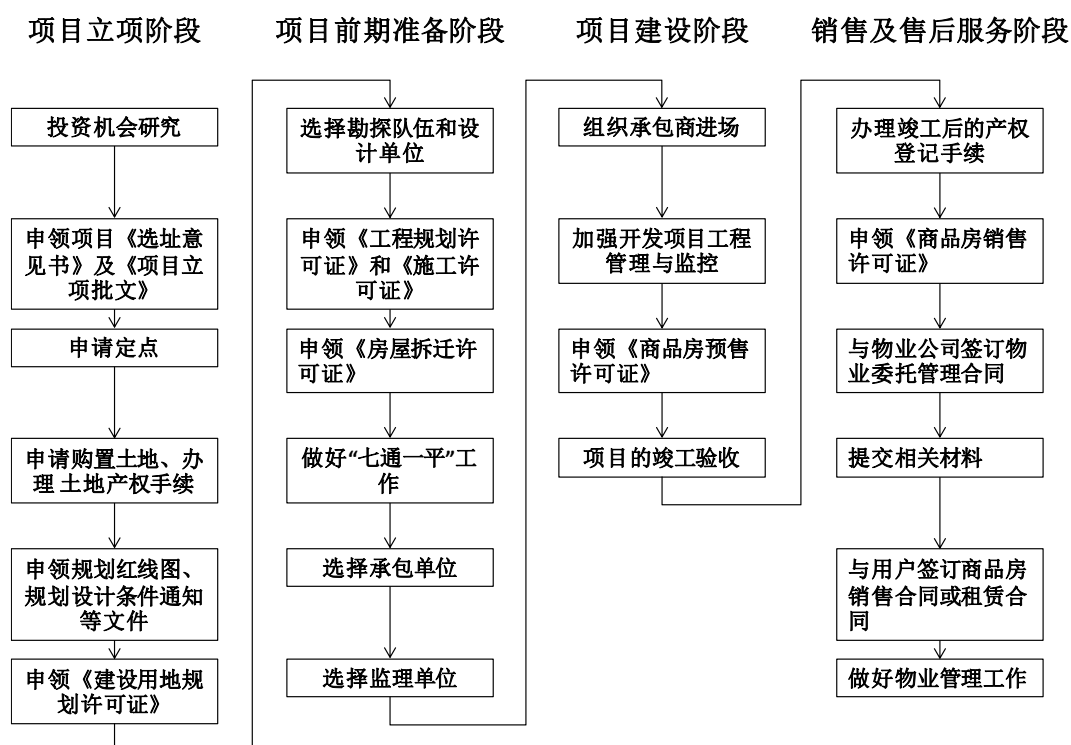 项目立项阶段
投资机会研究
申领项目《选址意
见书》及《项目立
项批文》
申请定点
申请购置土地、办
理 土地产权手续
申领规划红线图、
规划设计条件通知
等文件
申领《建设用地规
划许可证》
项目前期准备阶段
选择勘探队伍和设
计单位
申领《工程规划许
可证》和《施工许
可证》
申领《房屋拆迁许
可证》
做好“七通一平”工
作
选择承包单位
选择监理单位
项目建设阶段
组织承包商进场
加强开发项目工程
管理与监控
申领《商品房预售
许可证》
项目的竣工验收
销售及售后服务阶段
办理竣工后的产权
登记手续
申领《商品房销售
许可证》
与物业公司签订物
业委托管理合同
提交相关材料
与用户签订商品房
销售合同或租赁合
同
做好物业管理工作